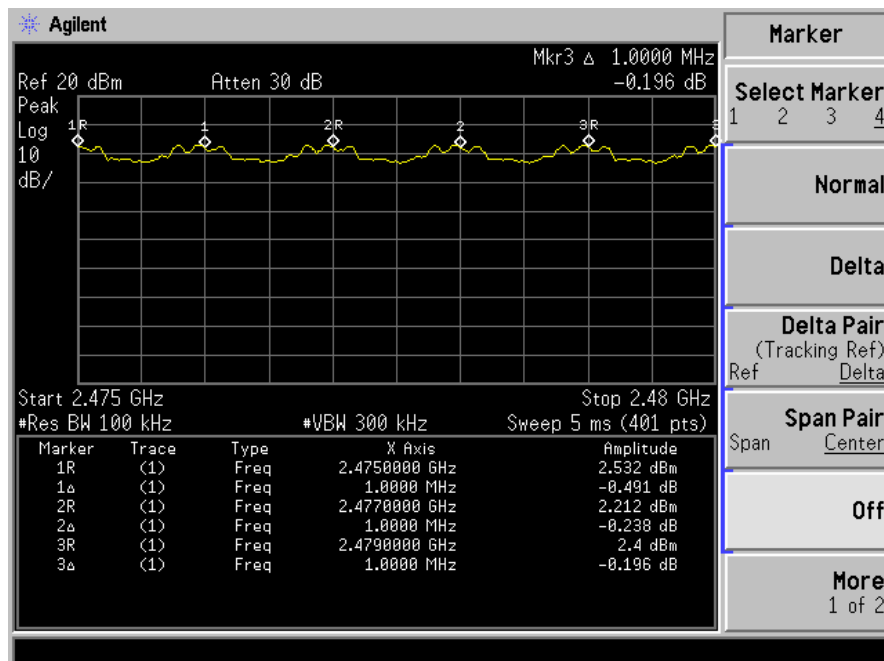 Agilent
Marker
Mkr3 Δ 1.0000 MHz
Ref 20 dBm Atten 30 dB -0.196 dB
Peak
Log
10
dB/
1R 1 2R 2 3R
Start 2.475 GHz Stop 2.48 GHz
#Res BW 100 kHz #VBW 300 kHz Sweep 5 ms (401 pts)
Marker Trace Type X Axis Amplitude
1R (1) Freq 2.4750000 GHz 2.532 dBm
1Δ (1) Freq 1.0000 MHz -0.491 dB
2R (1) Freq 2.4770000 GHz 2.212 dBm
2Δ (1) Freq 1.0000 MHz -0.238 dB
3R (1) Freq 2.4790000 GHz 2.4 dBm
3Δ (1) Freq 1.0000 MHz -0.196 dB
Select Marker
1 2 3 4
Normal
Delta
Delta Pair
(Tracking Ref)
Ref Delta
Span Pair
Span Center
Off
More
1 of 2